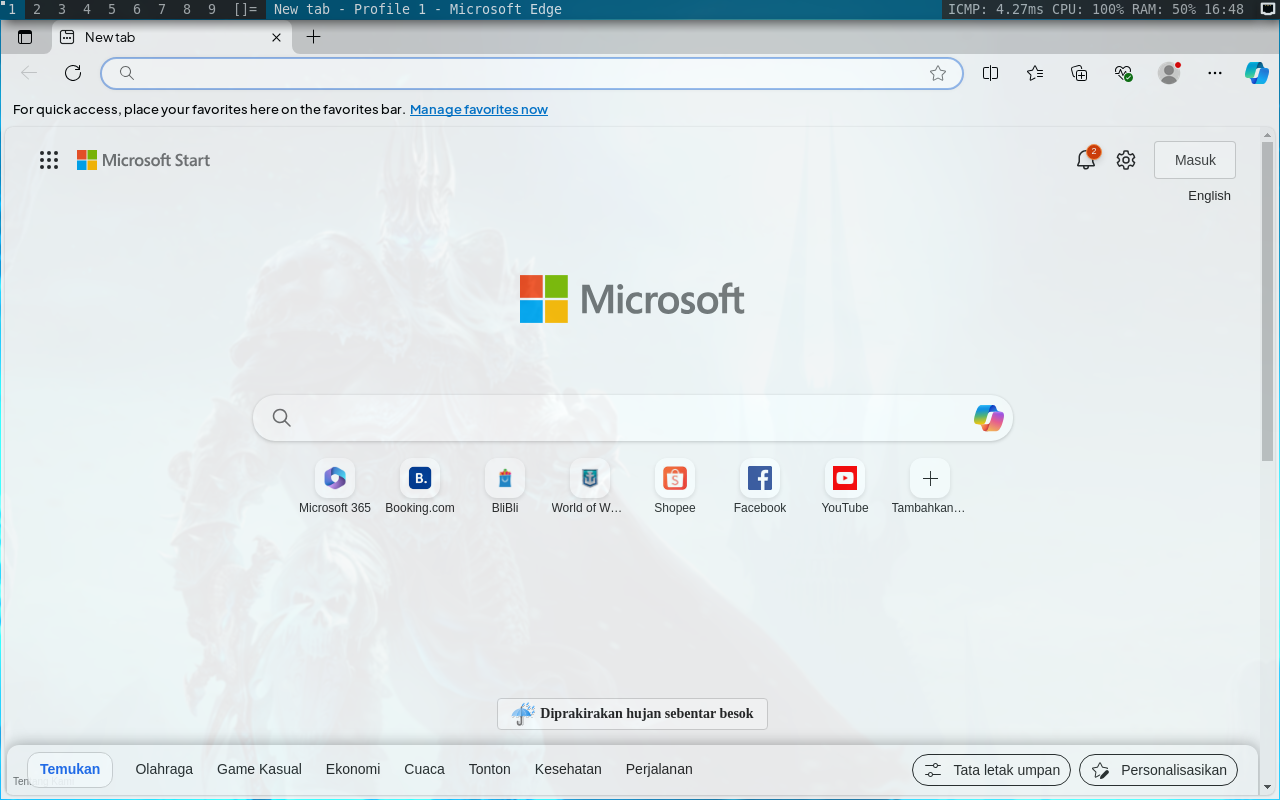 1 2 3 4 5 6 7 8 9 []= New tab - Profile 1 - Microsoft Edge ICMP: 4.27ms CPU: 100% RAM: 50% 16:48
New tab
For quick access, place your favorites here on the favorites bar. Manage favorites now
Microsoft Start 2 Masuk
English
Microsoft
Microsoft 365 Booking.com BliBli World of W... Shopee Facebook YouTube Tambahkan...
Diprakirakan hujan sebentar besok
Temukan Olahraga Game Kasual Ekonomi Cuaca Tonton Kesehatan Perjalanan Tata letak umpan Personalisasikan